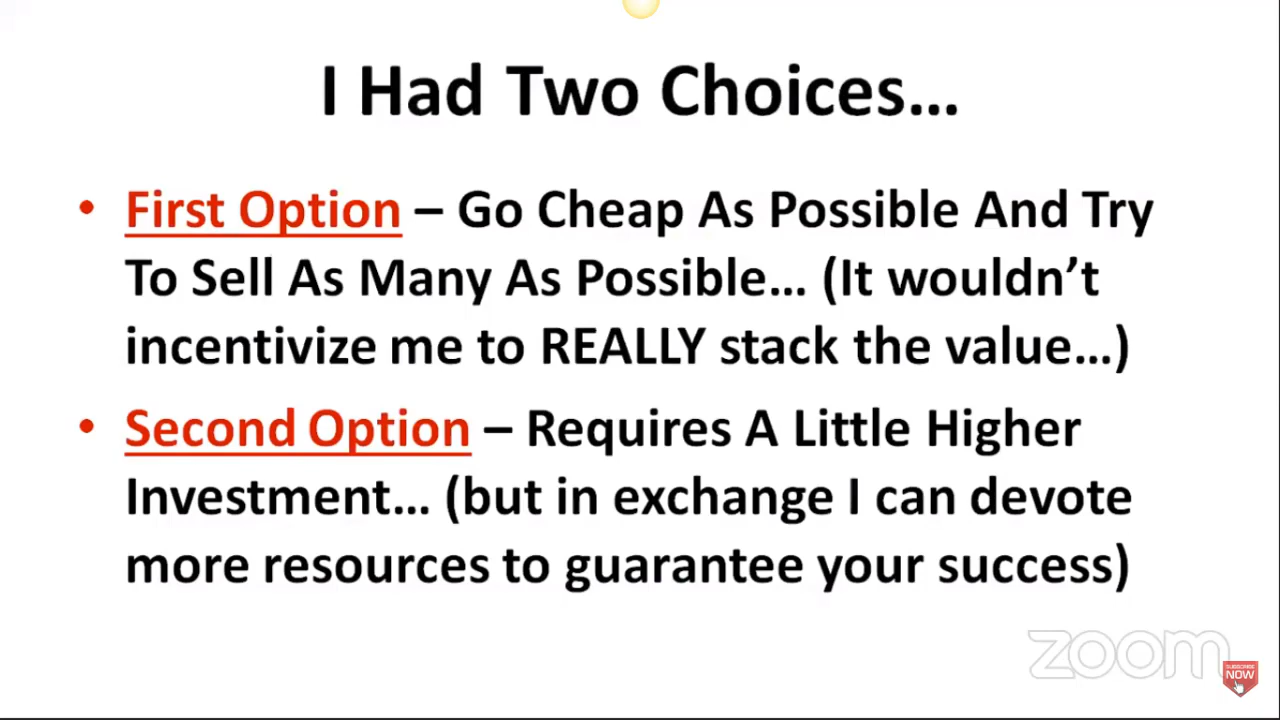 I Had Two Choices…
• First Option – Go Cheap As Possible And Try
To Sell As Many As Possible… (It wouldn’t
incentivize me to REALLY stack the value…)
• Second Option – Requires A Little Higher
Investment… (but in exchange I can devote
more resources to guarantee your success)
zoom
SUBSCRIBE
NOW